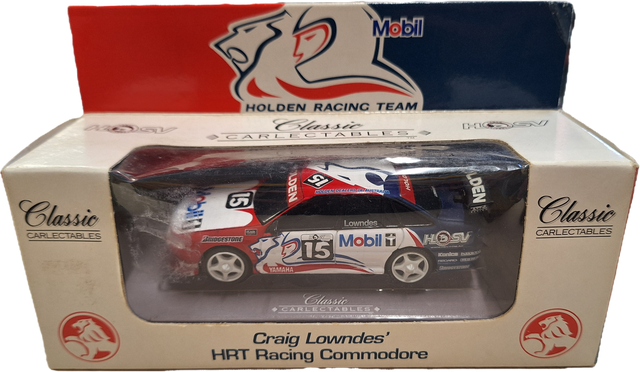 Mobil
HOLDEN RACING TEAM
HSV
Classic
CARLECTABLES
HSV
Classic
CARLECTABLES
Classic
CARLECTABLES
Mobil
15
15
HOLDEN
Lowndes
BRIDGESTONE
15
Mobil
HSV
YAMAHA
Classic
CARLECTABLES
Craig Lowndes'
HRT Racing Commodore